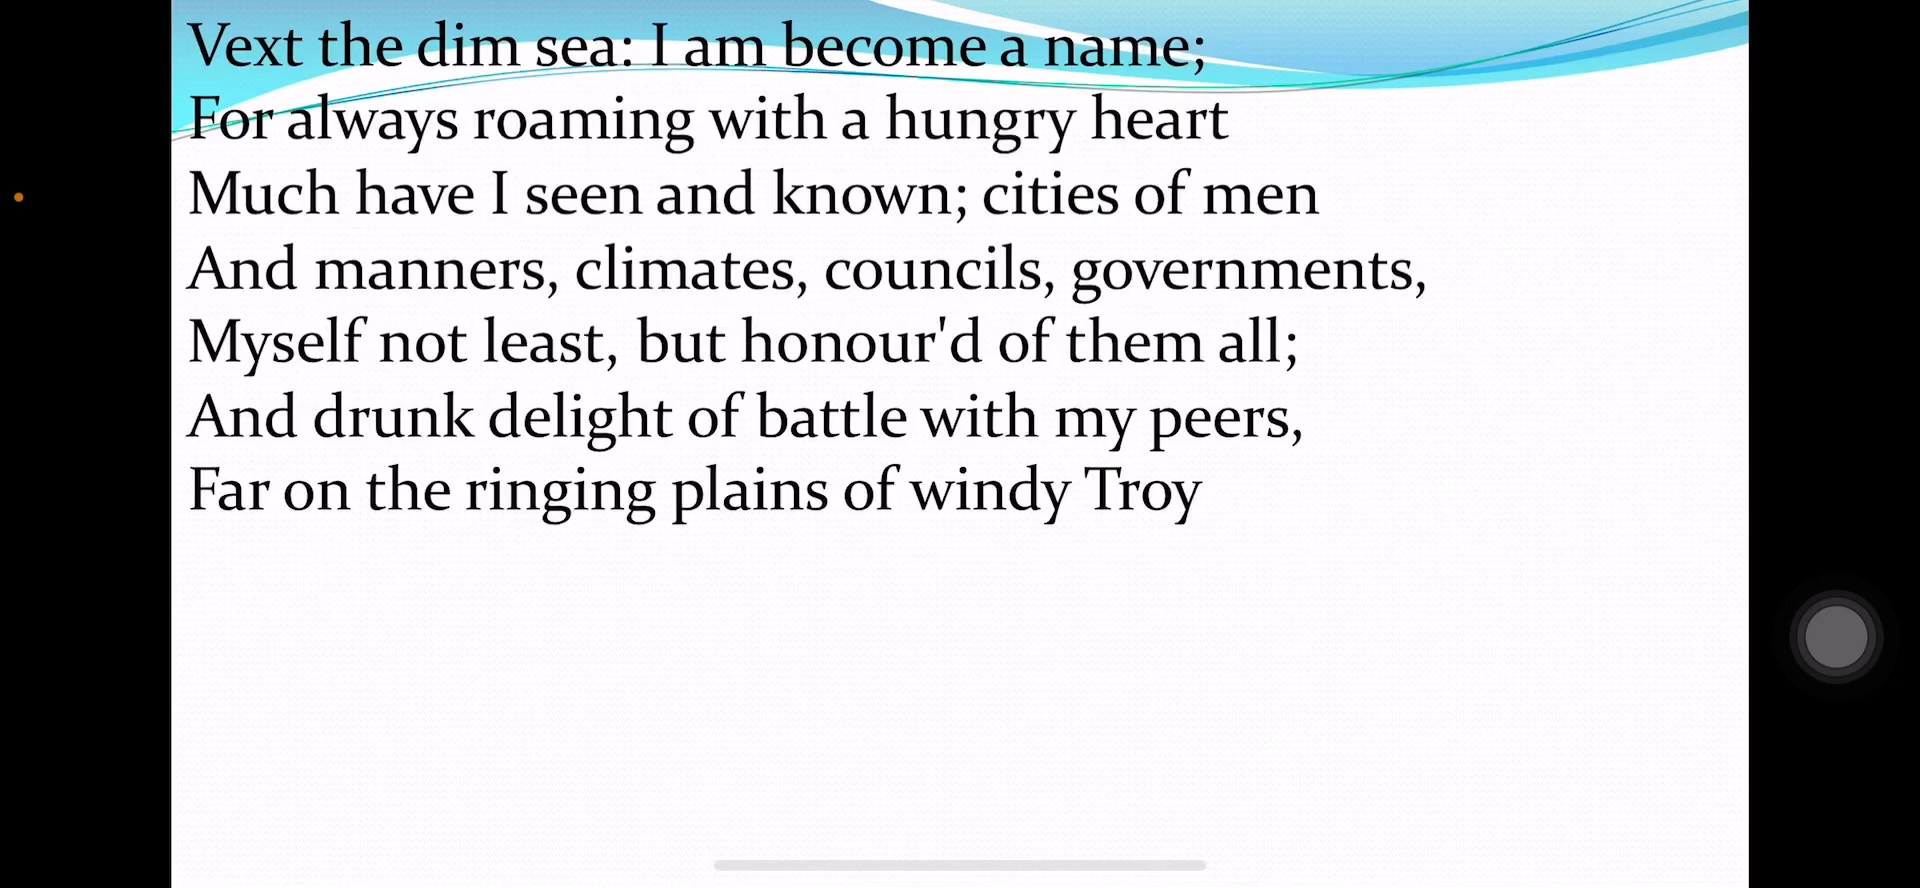 Vext the dim sea: I am become a name;
For always roaming with a hungry heart
Much have I seen and known; cities of men
And manners, climates, councils, governments,
Myself not least, but honour'd of them all;
And drunk delight of battle with my peers,
Far on the ringing plains of windy Troy